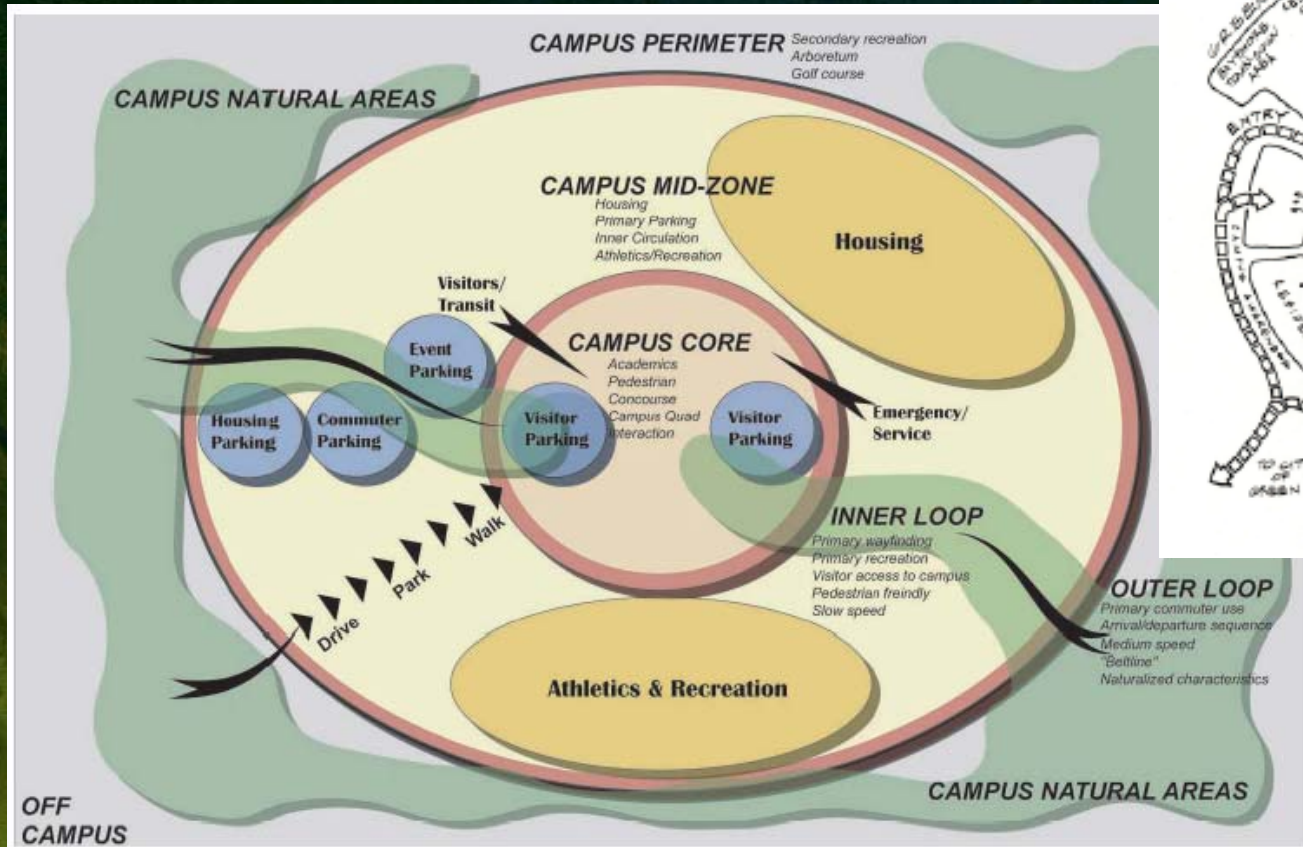 CAMPUS PERIMETER
Secondary recreation
Arboretum
Golf course
CAMPUS NATURAL AREAS
CAMPUS MID-ZONE
Housing
Primary Parking
Inner Circulation
Athletics/Recreation
Housing
Visitors/
Transit
CAMPUS CORE
Academics
Pedestrian
Concourse
Campus Quad
Interaction
Event
Parking
Housing
Parking
Commuter
Parking
Visitor
Parking
Visitor
Parking
Emergency/
Service
Drive
Park
Walk
INNER LOOP
Primary wayfinding
Primary recreation
Visitor access to campus
Pedestrian freindly
Slow speed
OUTER LOOP
Primary commuter use
Arrival/departure sequence
Medium speed
"Beltline"
Naturalized characteristics
Athletics & Recreation
CAMPUS NATURAL AREAS
OFF
CAMPUS
ENTRY
OF
GREEN